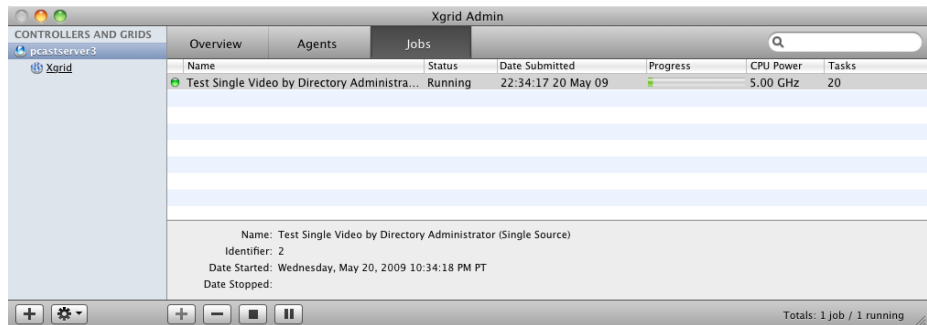 Xgrid Admin
CONTROLLERS AND GRIDS
pcastserver3
Xgrid
Overview Agents Jobs
Name Status Date Submitted Progress CPU Power Tasks
Test Single Video by Directory Administra... Running 22:34:17 20 May 09 5.00 GHz 20
Name: Test Single Video by Directory Administrator (Single Source)
Identifier: 2
Date Started: Wednesday, May 20, 2009 10:34:18 PM PT
Date Stopped:
Totals: 1 job / 1 running